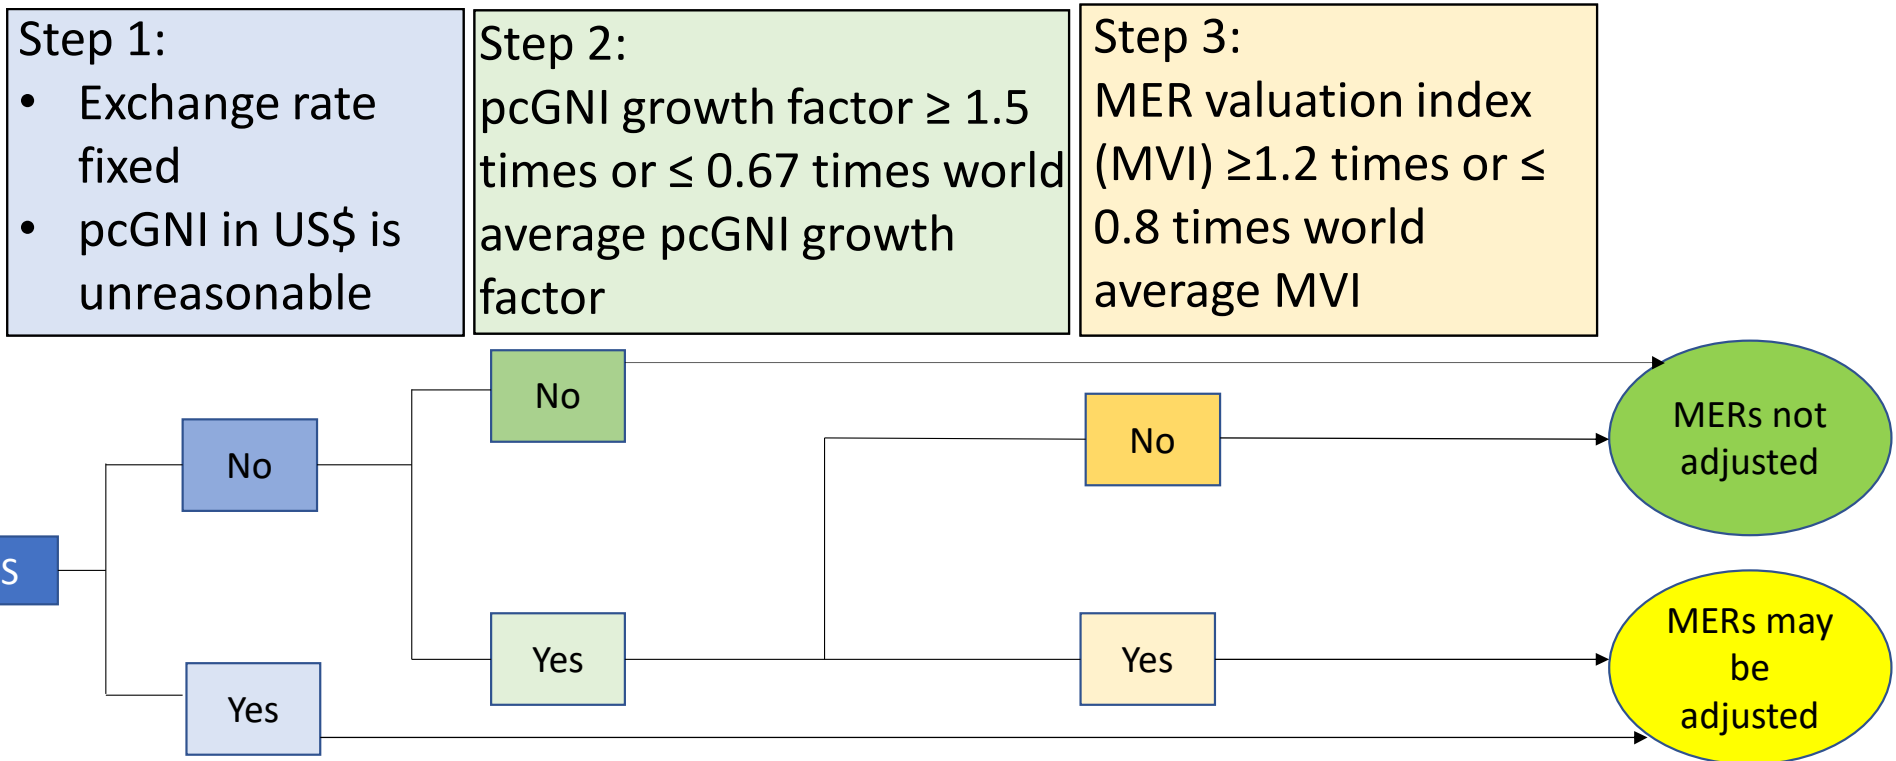 Step 1:
• Exchange rate
fixed
• pcGNI in US$ is
unreasonable
Step 2:
pcGNI growth factor ≥ 1.5
times or ≤ 0.67 times world
average pcGNI growth
factor
Step 3:
MER valuation index
(MVI) ≥1.2 times or ≤
0.8 times world
average MVI
No
No
No
MERs not
adjusted
S
Yes
Yes
Yes
MERs may
be
adjusted